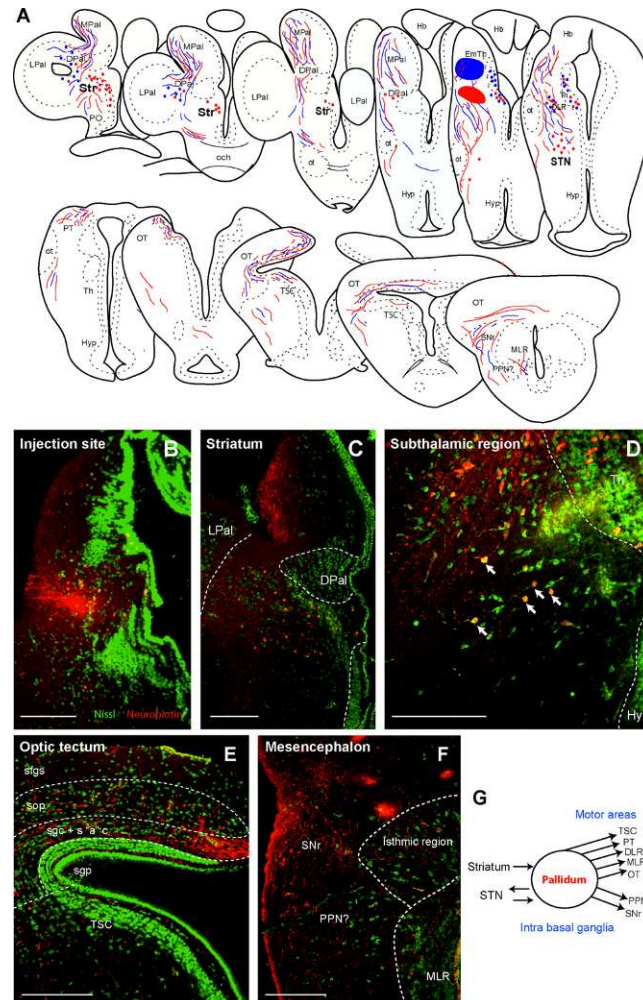 A
MPal
LPal
DPal
Str
PO
MPal
DPal
LPal
Str
och
MPal
DPal
LPal
Str
ot
Hb
MPal
DPal
ot
Hyp
Hb
EmTh
ot
Hyp
Hb
ot
DLR
STN
Hyp
PT
ot
Th
Hyp
OT
OT
TSC
OT
TSC
OT
SNr
MLR
PPN?
Injection site
B
Nissl
Neurobiotin
Striatum
C
LPal
DPal
Subthalamic region
D
Th
Hy
Optic tectum
E
sfgs
sop
sgp
TSC
Mesencephalon
F
SNr
Isthmic region
PPN?
MLR
G
Motor areas
TSC
PT
DLR
MLR
OT
Striatum
STN
Pallidum
PPN
SNr
Intra basal ganglia